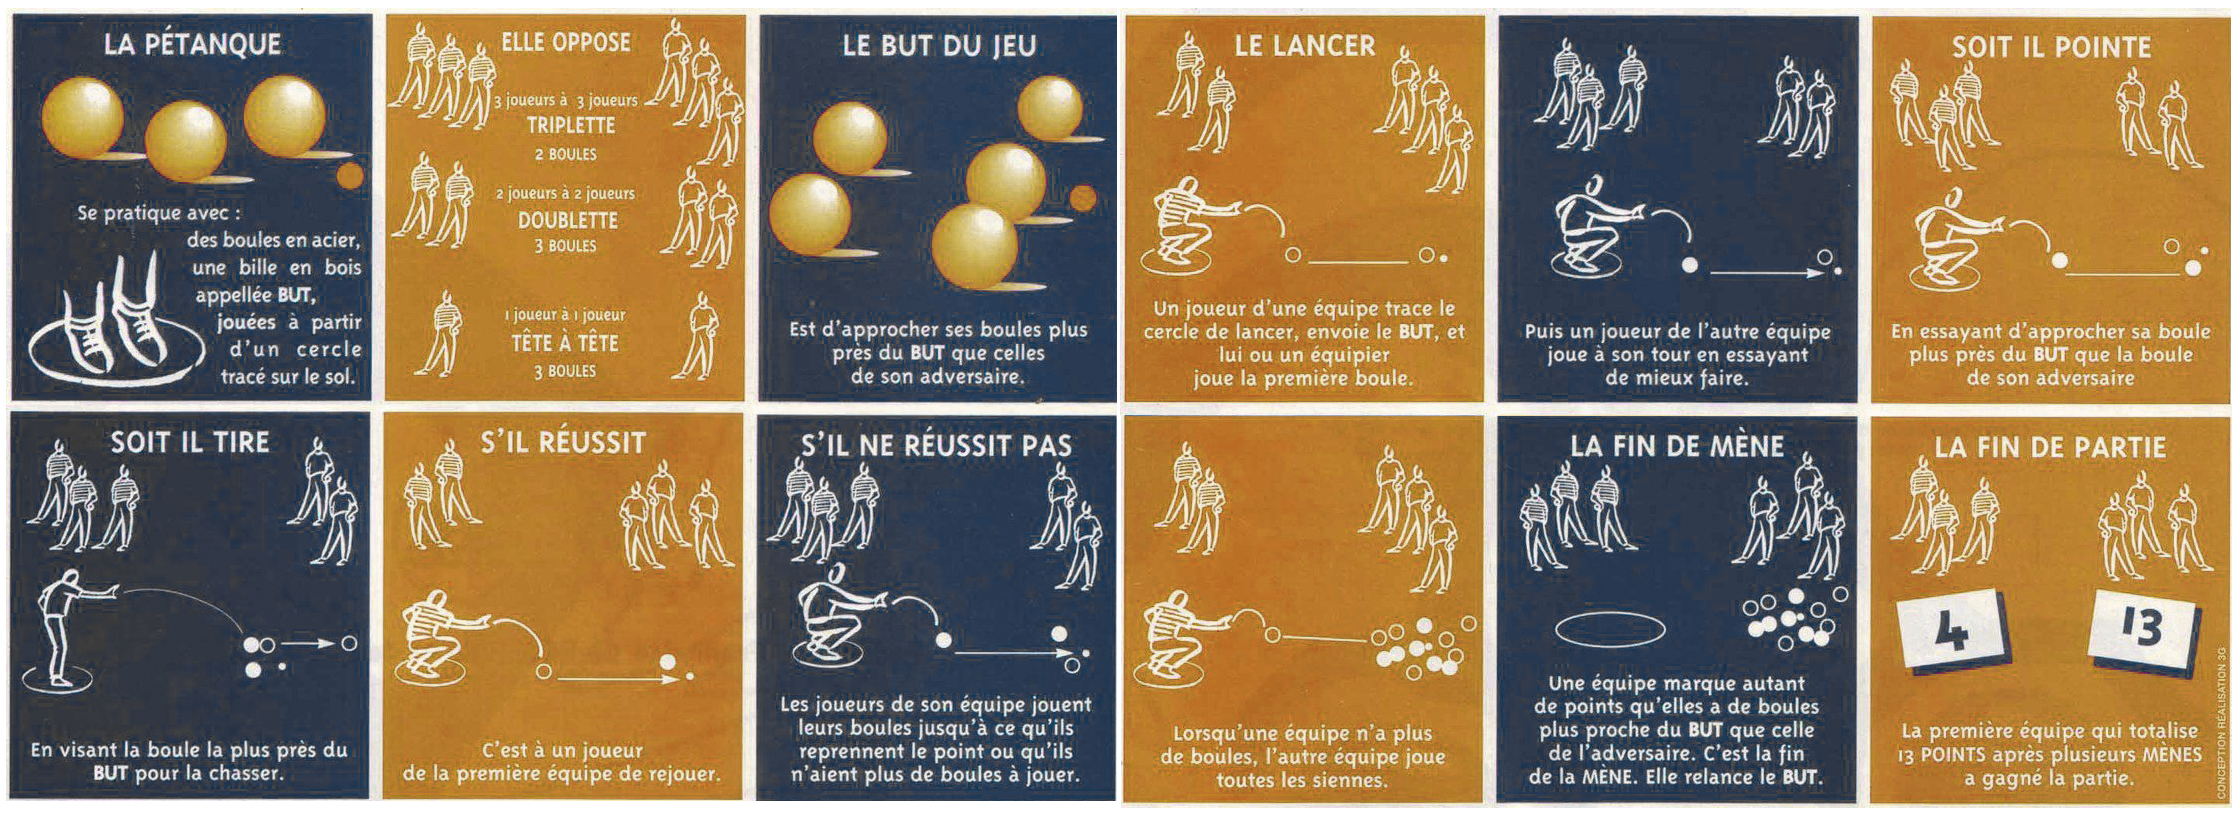 LA PÉTANQUE
Se pratique avec :
des boules en acier,
une bille en bois
appellée BUT,
jouées à partir
d'un cercle
tracé sur le sol.
ELLE OPPOSE
3 joueurs à 3 joueurs
TRIPLETTE
2 BOULES
2 joueurs à 2 joueurs
DOUBLETTE
3 BOULES
1 joueur à 1 joueur
TÊTE À TÊTE
3 BOULES
LE BUT DU JEU
Est d'approcher ses boules plus
près du BUT que celles
de son adversaire.
LE LANCER
Un joueur d'une équipe trace le
cercle de lancer, envoie le BUT, et
lui ou un équipier
joue la première boule.
Puis un joueur de l'autre équipe
joue à son tour en essayant
de mieux faire.
SOIT IL POINTE
En essayant d'approcher sa boule
plus près du BUT que la boule
de son adversaire
SOIT IL TIRE
En visant la boule la plus près du
BUT pour la chasser.
S'IL RÉUSSIT
C'est à un joueur
de la première équipe de rejouer.
S'IL NE RÉUSSIT PAS
Les joueurs de son équipe jouent
leurs boules jusqu'à ce qu'ils
reprennent le point ou qu'ils
n'aient plus de boules à jouer.
Lorsqu'une équipe n'a plus
de boules, l'autre équipe joue
toutes les siennes.
LA FIN DE MÈNE
Une équipe marque autant
de points qu'elles a de boules
plus proche du BUT que celle
de l'adversaire. C'est la fin
de la MENE. Elle relance le BUT.
LA FIN DE PARTIE
4
13
La première équipe qui totalise
13 POINTS après plusieurs MÈNES
a gagné la partie.
CONCEPTION RÉALISATION 3G